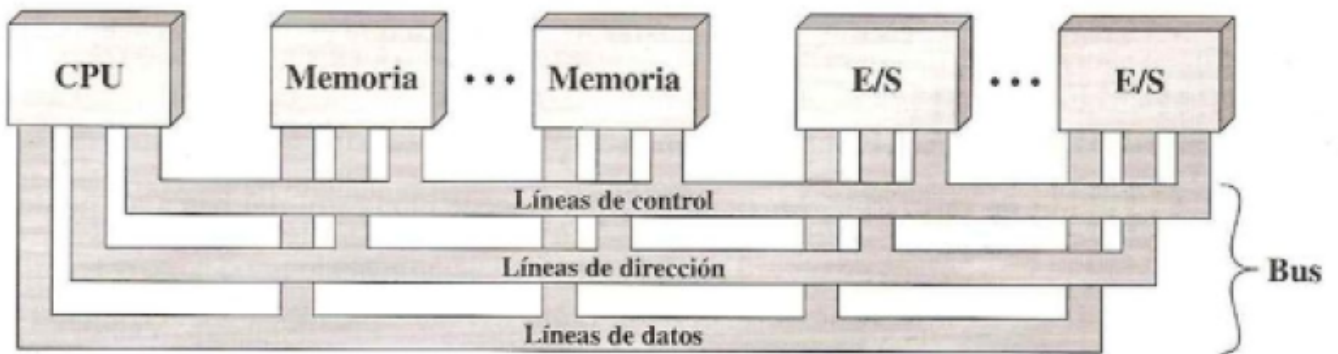 CPU
Memoria
• • •
Memoria
E/S
• • •
E/S
Líneas de control
Líneas de dirección
Líneas de datos
Bus